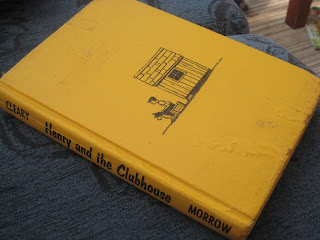 CLEARY
Henry and the Clubhouse
MORROW